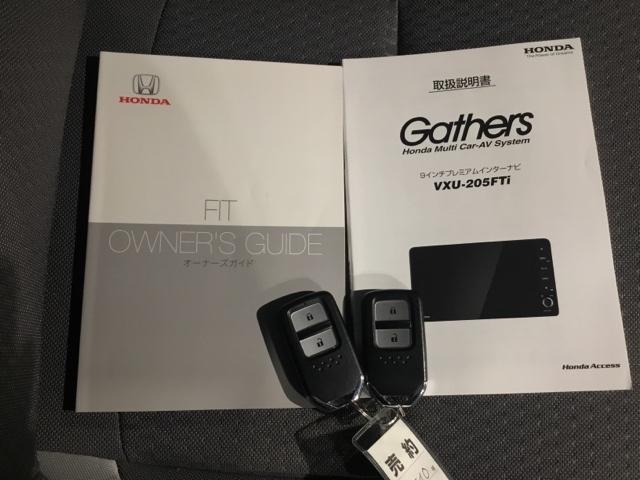 HONDA
FIT
OWNER'S GUIDE
オーナーズガイド
HONDA
The Power of Dreams
取扱説明書
Gathers
Honda Multi Car-AV System
9インチプレミアムインターナビ
VXU-205FTi
Honda Access
売約